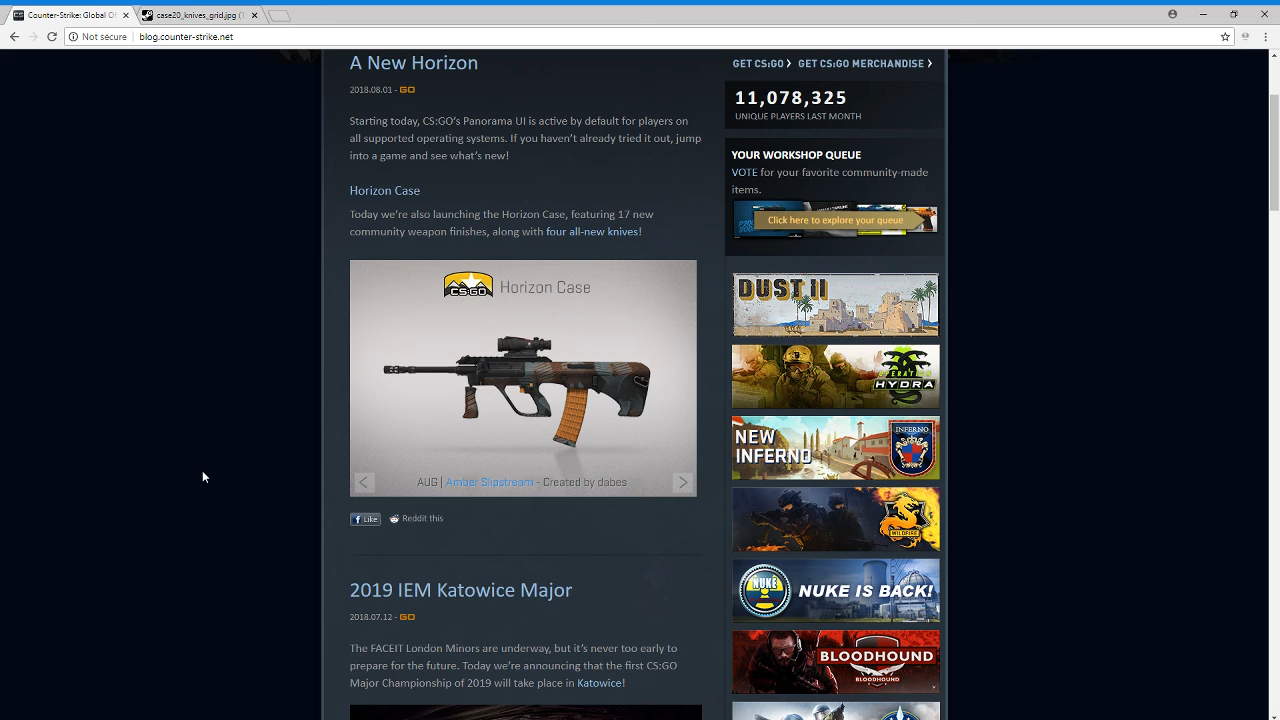 Counter-Strike: Global Of
case20_knives_grid.jpg (1
Not secure
blog.counter-strike.net
A New Horizon
2018.08.01 - GO
Starting today, CS:GO's Panorama UI is active by default for players on
all supported operating systems. If you haven't already tried it out, jump
into a game and see what's new!
Horizon Case
Today we're also launching the Horizon Case, featuring 17 new
community weapon finishes, along with four all-new knives!
CS:GO
Horizon Case
AUG | Amber Slipstream - Created by dabes
Like
Reddit this
2019 IEM Katowice Major
2018.07.12 - GO
The FACEIT London Minors are underway, but it's never too early to
prepare for the future. Today we're announcing that the first CS:GO
Major Championship of 2019 will take place in Katowice!
GET CS:GO
GET CS:GO MERCHANDISE
11,078,325
UNIQUE PLAYERS LAST MONTH
YOUR WORKSHOP QUEUE
VOTE for your favorite community-made
items.
Click here to explore your queue
DUST II
OPERATION
HYDRA
NEW
INFERNO
INFERNO
WILDFIRE
NUKE
NUKE IS BACK!
BLOODHOUND
BLOODHOUND